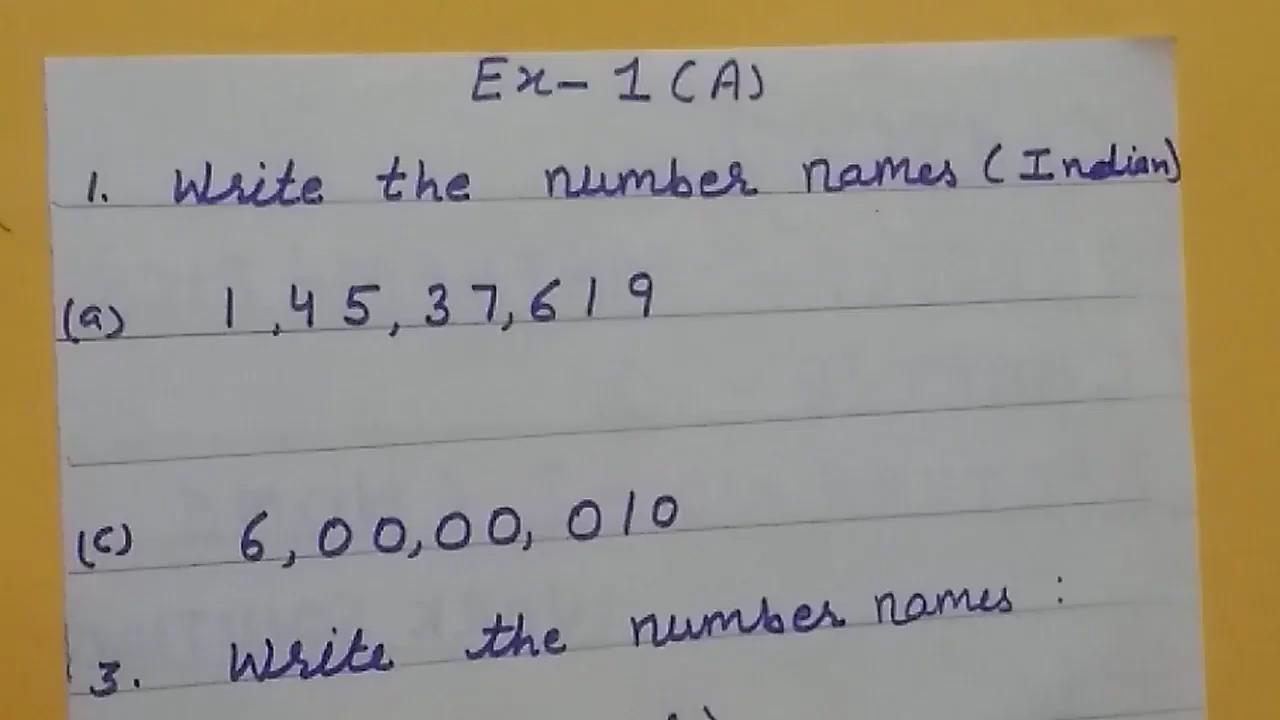 Ex- 1 (A)
1. Write the number names (Indian)
(a) 1,45,37,619
(c) 6,00,00,010
3. Write the number names :